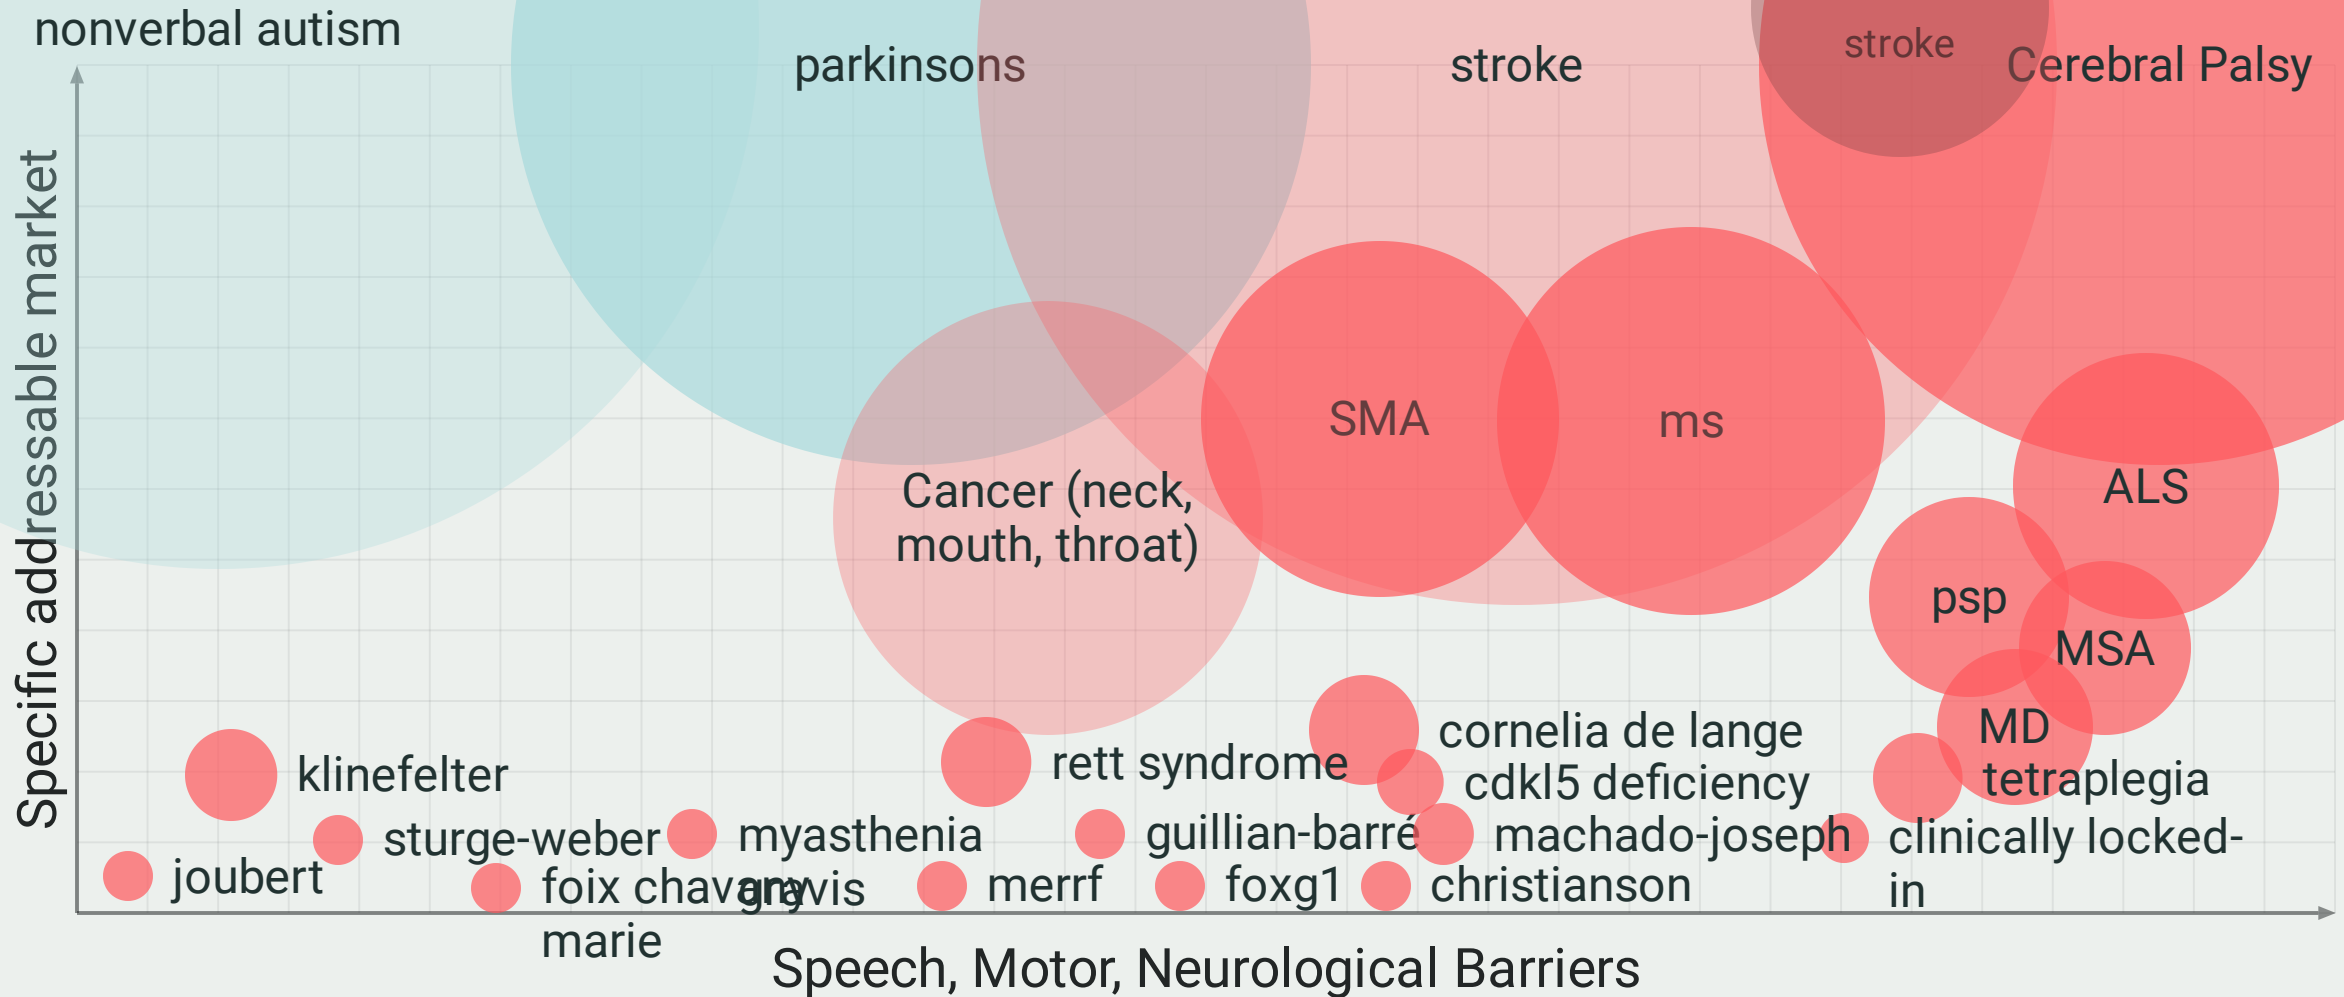 nonverbal autism
parkinsons
stroke
stroke
Cerebral Palsy
Specific addressable market
SMA
ms
Cancer (neck,
mouth, throat)
ALS
psp
MSA
MD
cornelia de lange
rett syndrome
klinefelter
cdkl5 deficiency
tetraplegia
sturge-weber
myasthenia
gravis
guillian-barré
machado-joseph
clinically locked-
in
joubert
foix chavany
marie
merrf
foxg1
christianson
Speech, Motor, Neurological Barriers